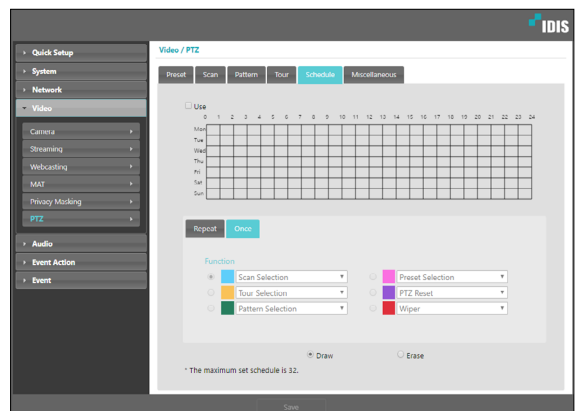 IDIS
Quick Setup
System
Network
Video
Camera
Streaming
Webcasting
MAT
Privacy Masking
PTZ
Audio
Event Action
Event
Video / PTZ
Preset Scan Pattern Tour Schedule Miscellaneous
Use
0 1 2 3 4 5 6 7 8 9 10 11 12 13 14 15 16 17 18 19 20 21 22 23 24
Mon
Tue
Wed
Thu
Fri
Sat
Sun
Repeat Once
Function
Scan Selection Preset Selection
Tour Selection PTZ Reset
Pattern Selection Wiper
Draw Erase
* The maximum set schedule is 32.
Save